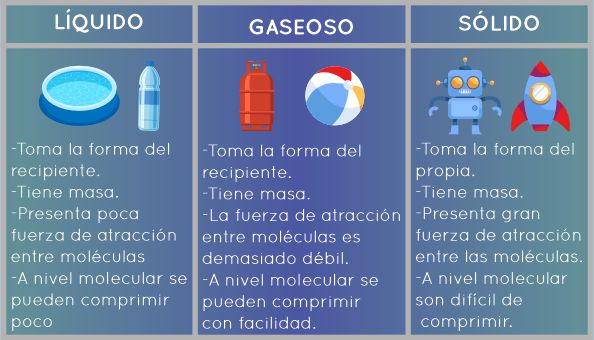 LÍQUIDO
-Toma la forma del
recipiente.
-Tiene masa.
-Presenta poca
fuerza de atracción
entre moléculas
-A nivel molecular se
pueden comprimir
poco
GASEOSO
-Toma la forma del
recipiente.
-Tiene masa.
-La fuerza de atracción
entre moléculas es
demasiado débil.
-A nivel molecular se
pueden comprimir
con facilidad.
SÓLIDO
-Toma la forma del
propia.
-Tiene masa.
-Presenta gran
fuerza de atracción
entre las moléculas.
-A nivel molecular
son difícil de
comprimir.